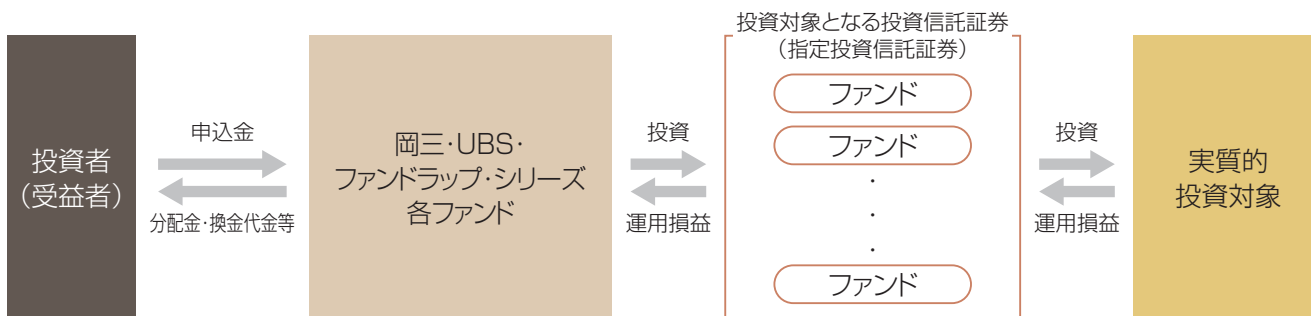 投資者
（受益者）
申込金
分配金・換金代金等
岡三・UBS・
ファンドラップ・シリーズ
各ファンド
投資
運用損益
投資対象となる投資信託証券
（指定投資信託証券）
ファンド
ファンド
・
・
・
ファンド
投資
運用損益
実質的
投資対象